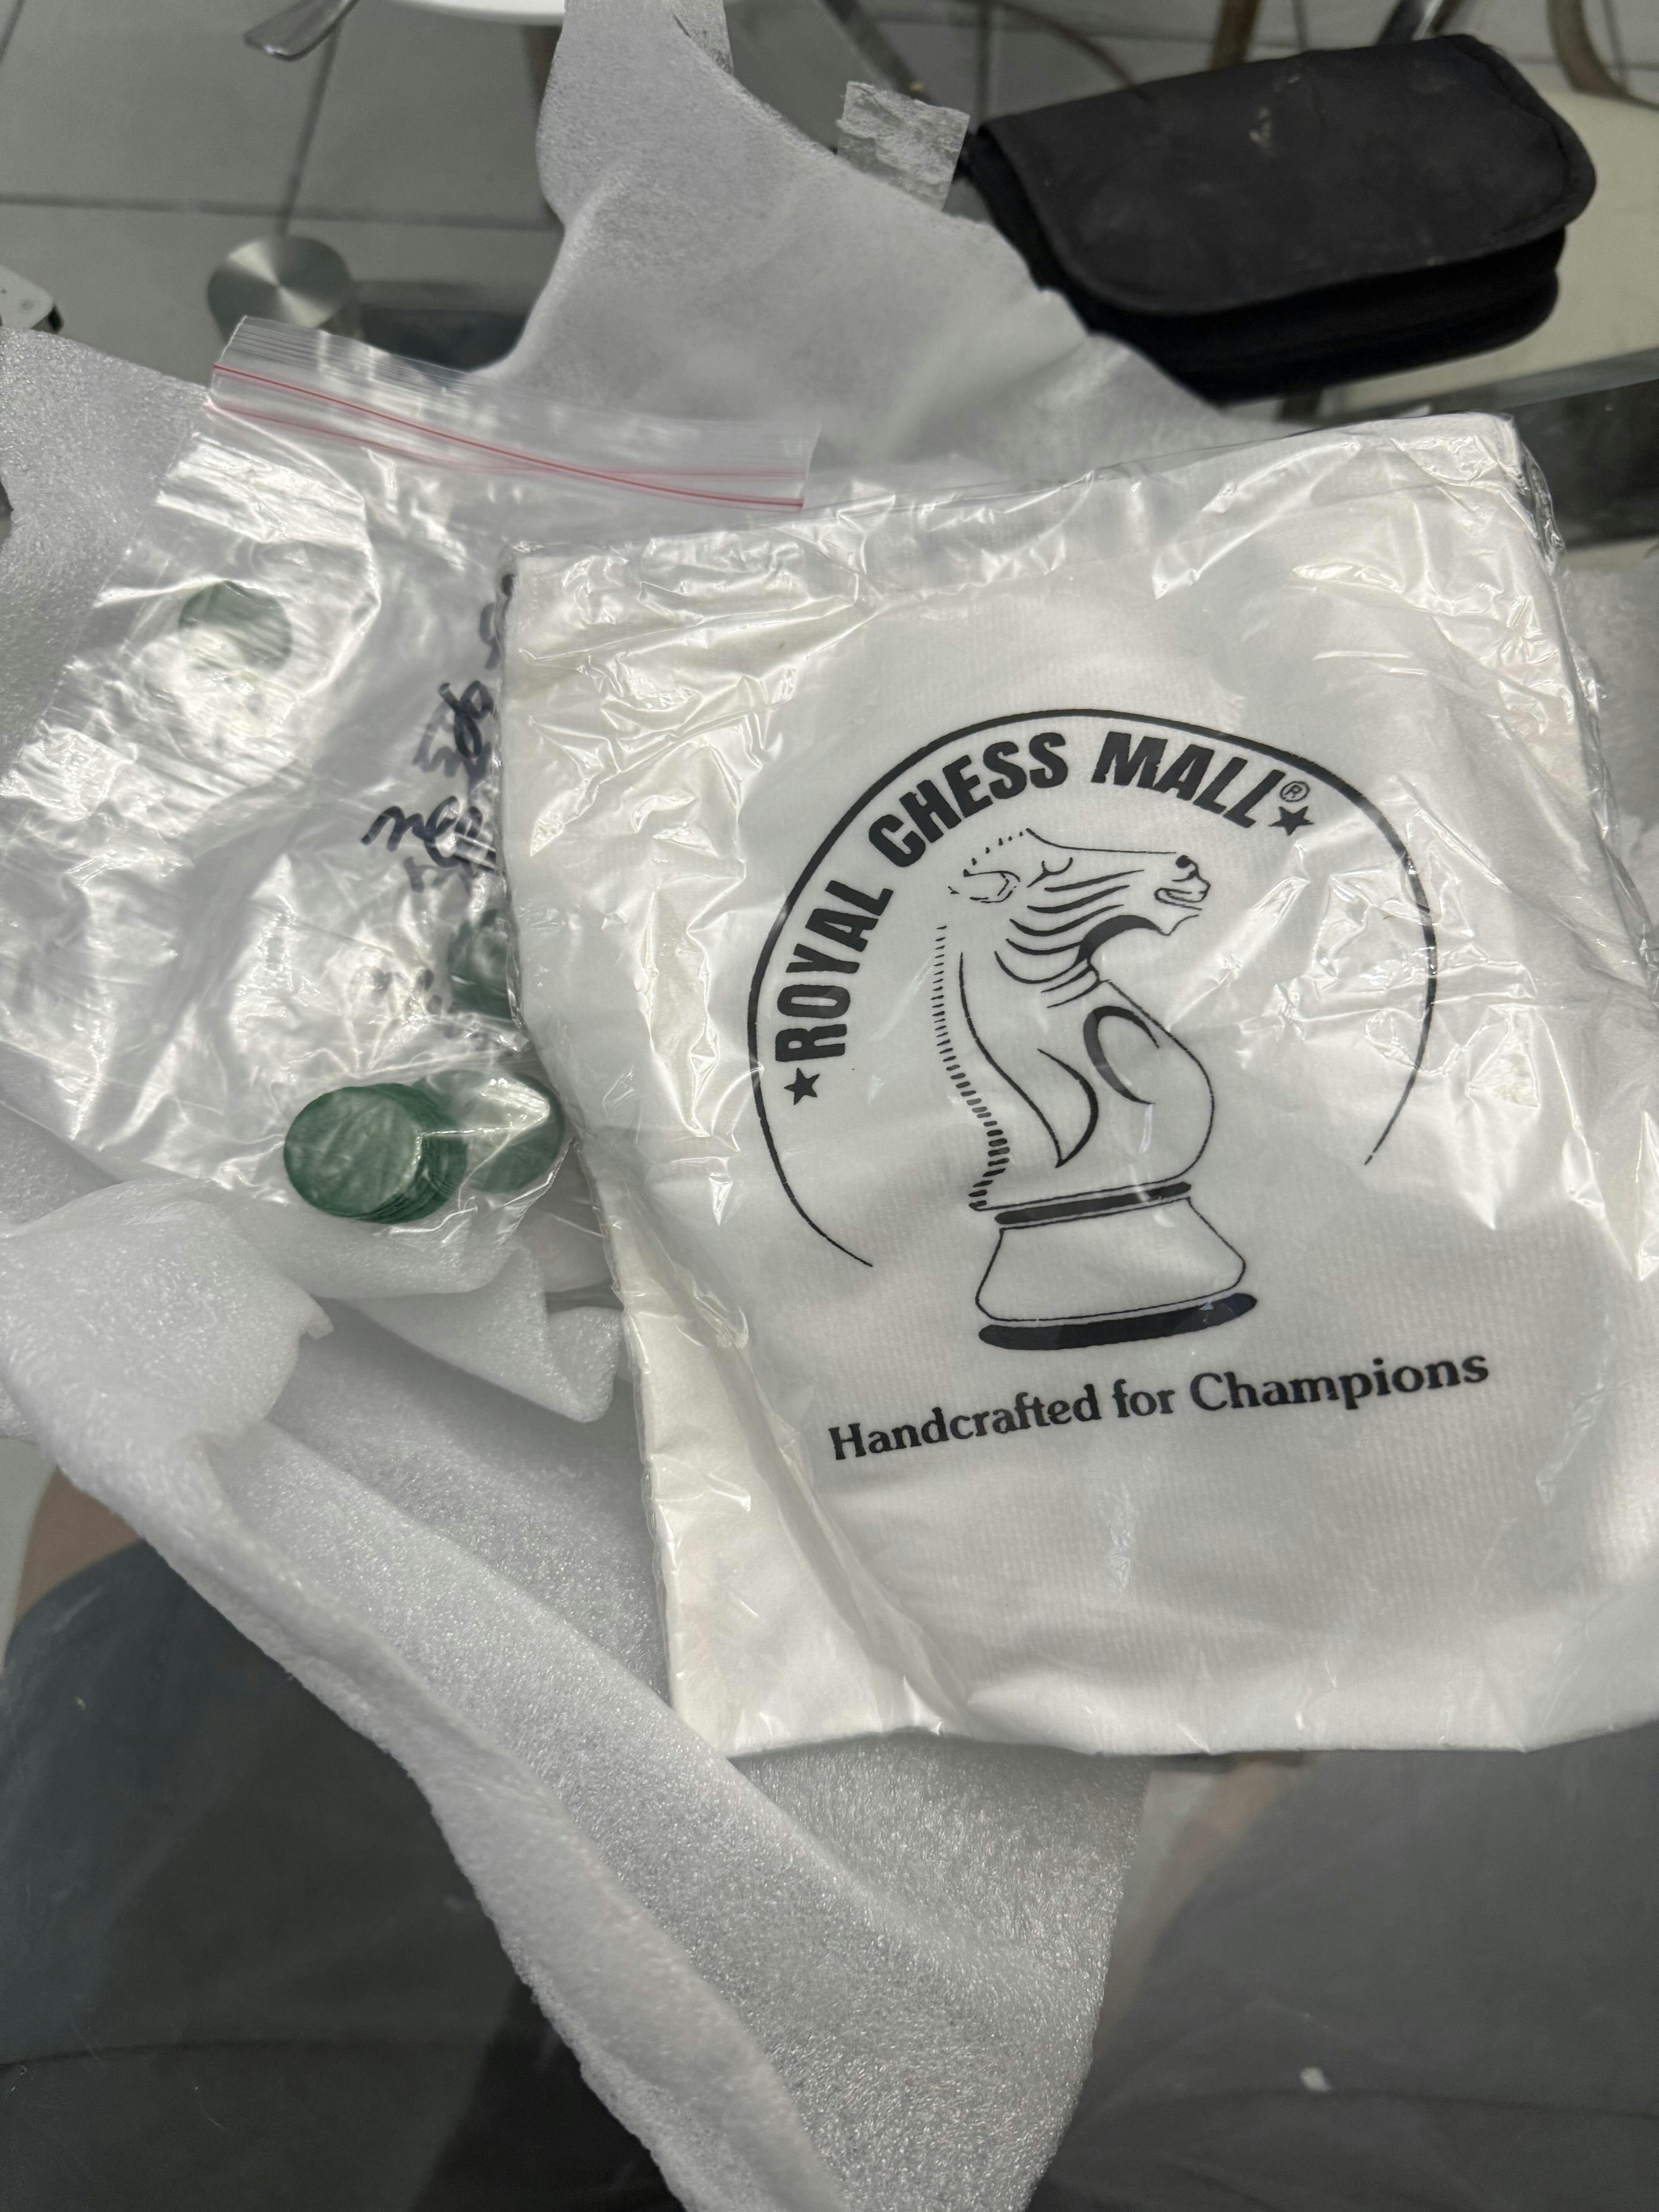 ★ ROYAL CHESS MALL® ★
Handcrafted for Champions